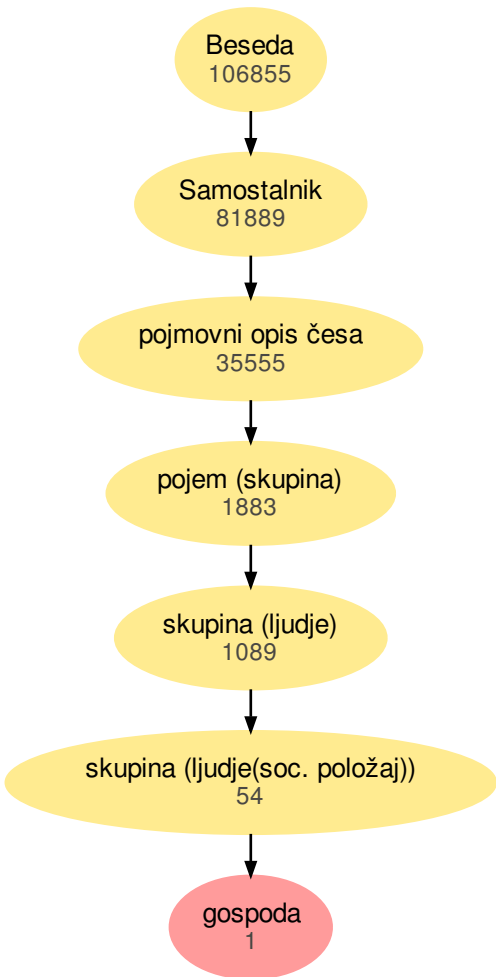 Beseda
106855
Samostalnik
81889
pojmovni opis česa
35555
pojem (skupina)
1883
skupina (ljudje)
1089
skupina (ljudje(soc. položaj))
54
gospoda
1